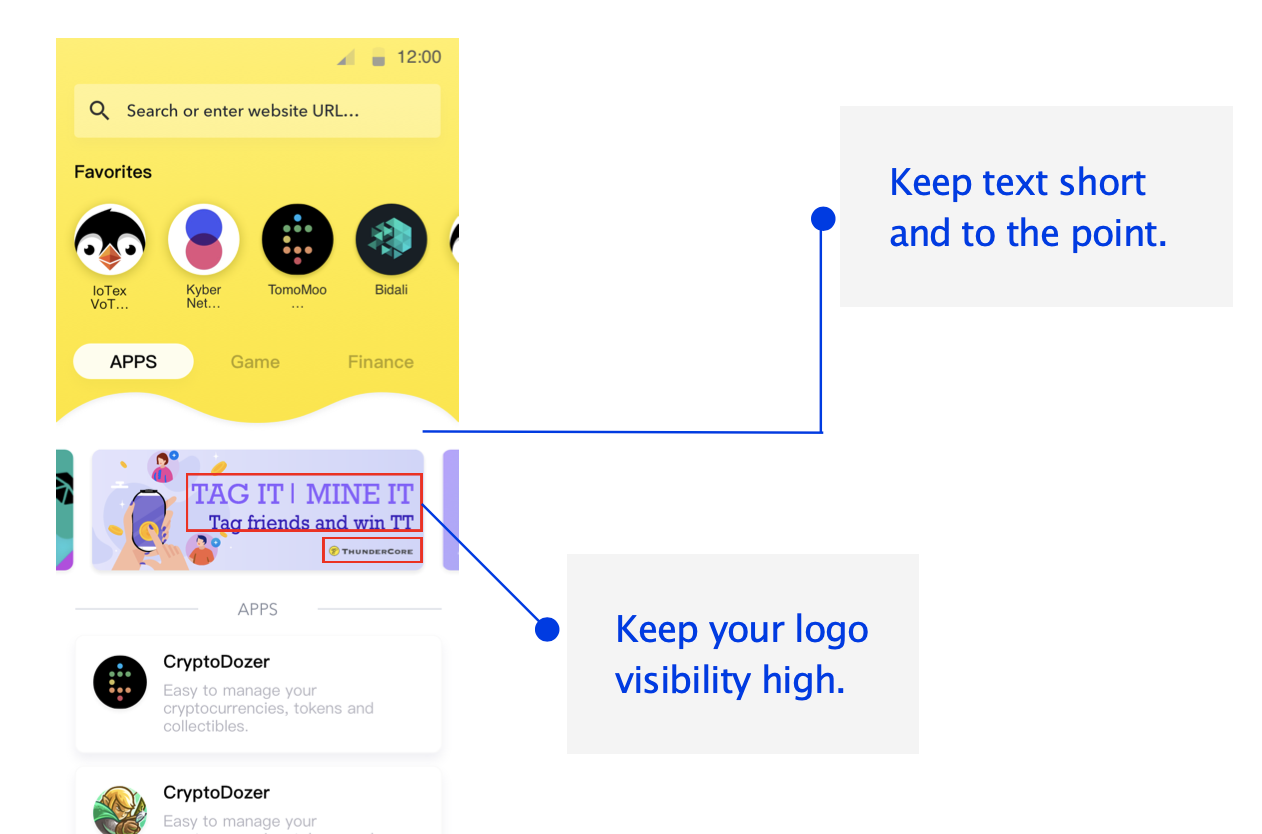 12:00
Search or enter website URL...
Favorites
IoTex
VoT...
Kyber
Net...
TomoMoo
...
Bidali
APPS
Game
Finance
Keep text short
and to the point.
TAG IT | MINE IT
Tag friends and win TT
THUNDERCORE
Keep your logo
visibility high.
APPS
CryptoDozer
Easy to manage your
cryptocurrencies, tokens and
collectibles.
CryptoDozer
Easy to manage your